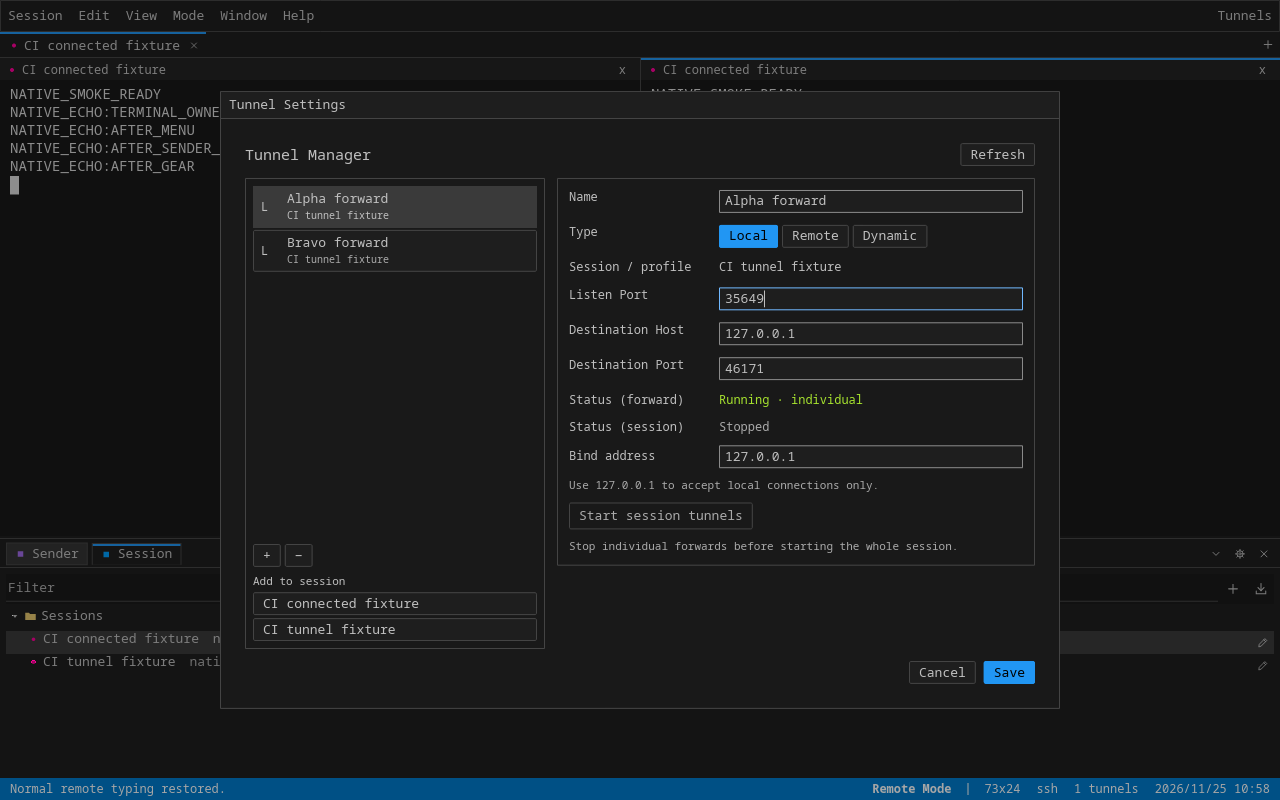 Session Edit View Mode Window Help Tunnels
CI connected fixture × +
CI connected fixture x
CI connected fixture x
NATIVE_SMOKE_READY
NATIVE_ECHO:TERMINAL_OWNE
NATIVE_ECHO:AFTER_MENU
NATIVE_ECHO:AFTER_SENDER_
NATIVE_ECHO:AFTER_GEAR
Tunnel Settings
Tunnel Manager
Refresh
L Alpha forward
CI tunnel fixture
L Bravo forward
CI tunnel fixture
+ −
Add to session
CI connected fixture
CI tunnel fixture
Name Alpha forward
Type Local Remote Dynamic
Session / profile CI tunnel fixture
Listen Port 35649
Destination Host 127.0.0.1
Destination Port 46171
Status (forward) Running · individual
Status (session) Stopped
Bind address 127.0.0.1
Use 127.0.0.1 to accept local connections only.
Start session tunnels
Stop individual forwards before starting the whole session.
Cancel Save
Sender Session
Filter
Sessions
CI connected fixture n
CI tunnel fixture nati
Normal remote typing restored. Remote Mode | 73x24 ssh 1 tunnels 2026/11/25 10:58